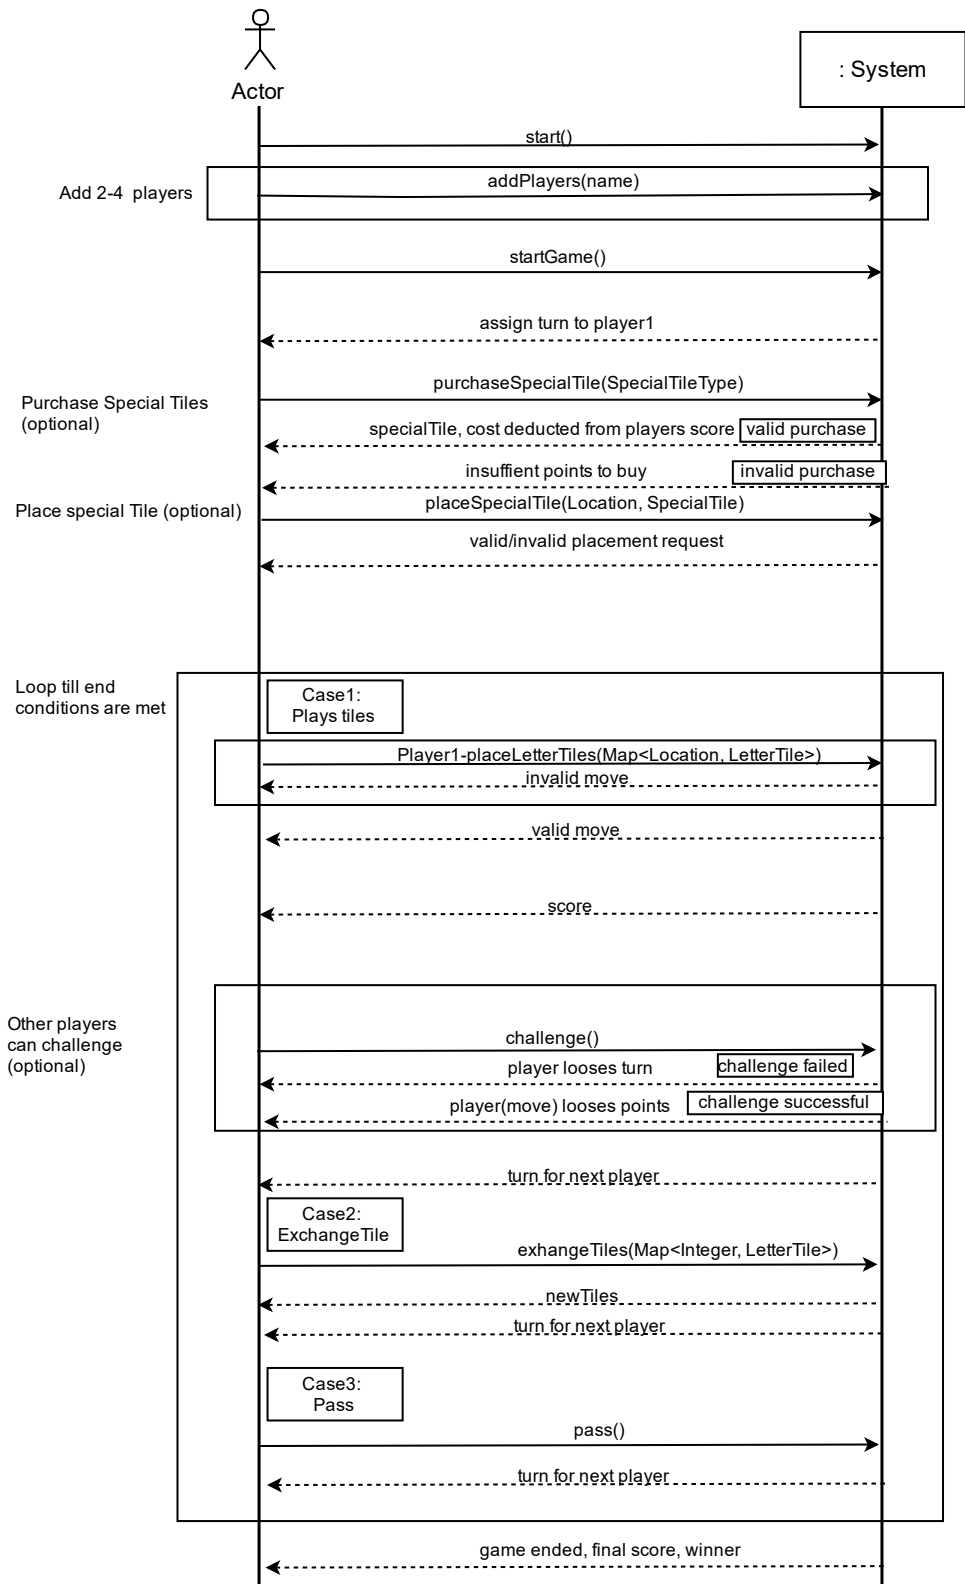 Actor
: System
start()
Add 2-4  players
addPlayers(name)
startGame()
assign turn to player1
purchaseSpecialTile(SpecialTileType)
Purchase Special Tiles
(optional)
specialTile, cost deducted from players score
valid purchase
insuffient points to buy
invalid purchase
Place special Tile (optional)
placeSpecialTile(Location, SpecialTile)
valid/invalid placement request
Loop till end
conditions are met
Case1:
Plays tiles
Player1-placeLetterTiles(Map<Location, LetterTile>)
invalid move
valid move
score
Other players
can challenge
(optional)
challenge()
player looses turn
challenge failed
player(move) looses points
challenge successful
turn for next player
Case2:
ExchangeTile
exhangeTiles(Map<Integer, LetterTile>)
newTiles
turn for next player
Case3:
Pass
pass()
turn for next player
game ended, final score, winner